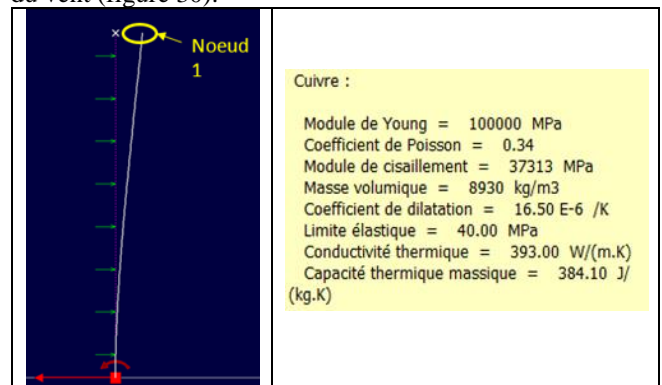 du vent (figure 30).
Noeud
1
Cuivre :
Module de Young = 100000 MPa
Coefficient de Poisson = 0.34
Module de cisaillement = 37313 MPa
Masse volumique = 8930 kg/m3
Coefficient de dilatation = 16.50 E-6 /K
Limite élastique = 40.00 MPa
Conductivité thermique = 393.00 W/(m.K)
Capacité thermique massique = 384.10 J/
(kg.K)